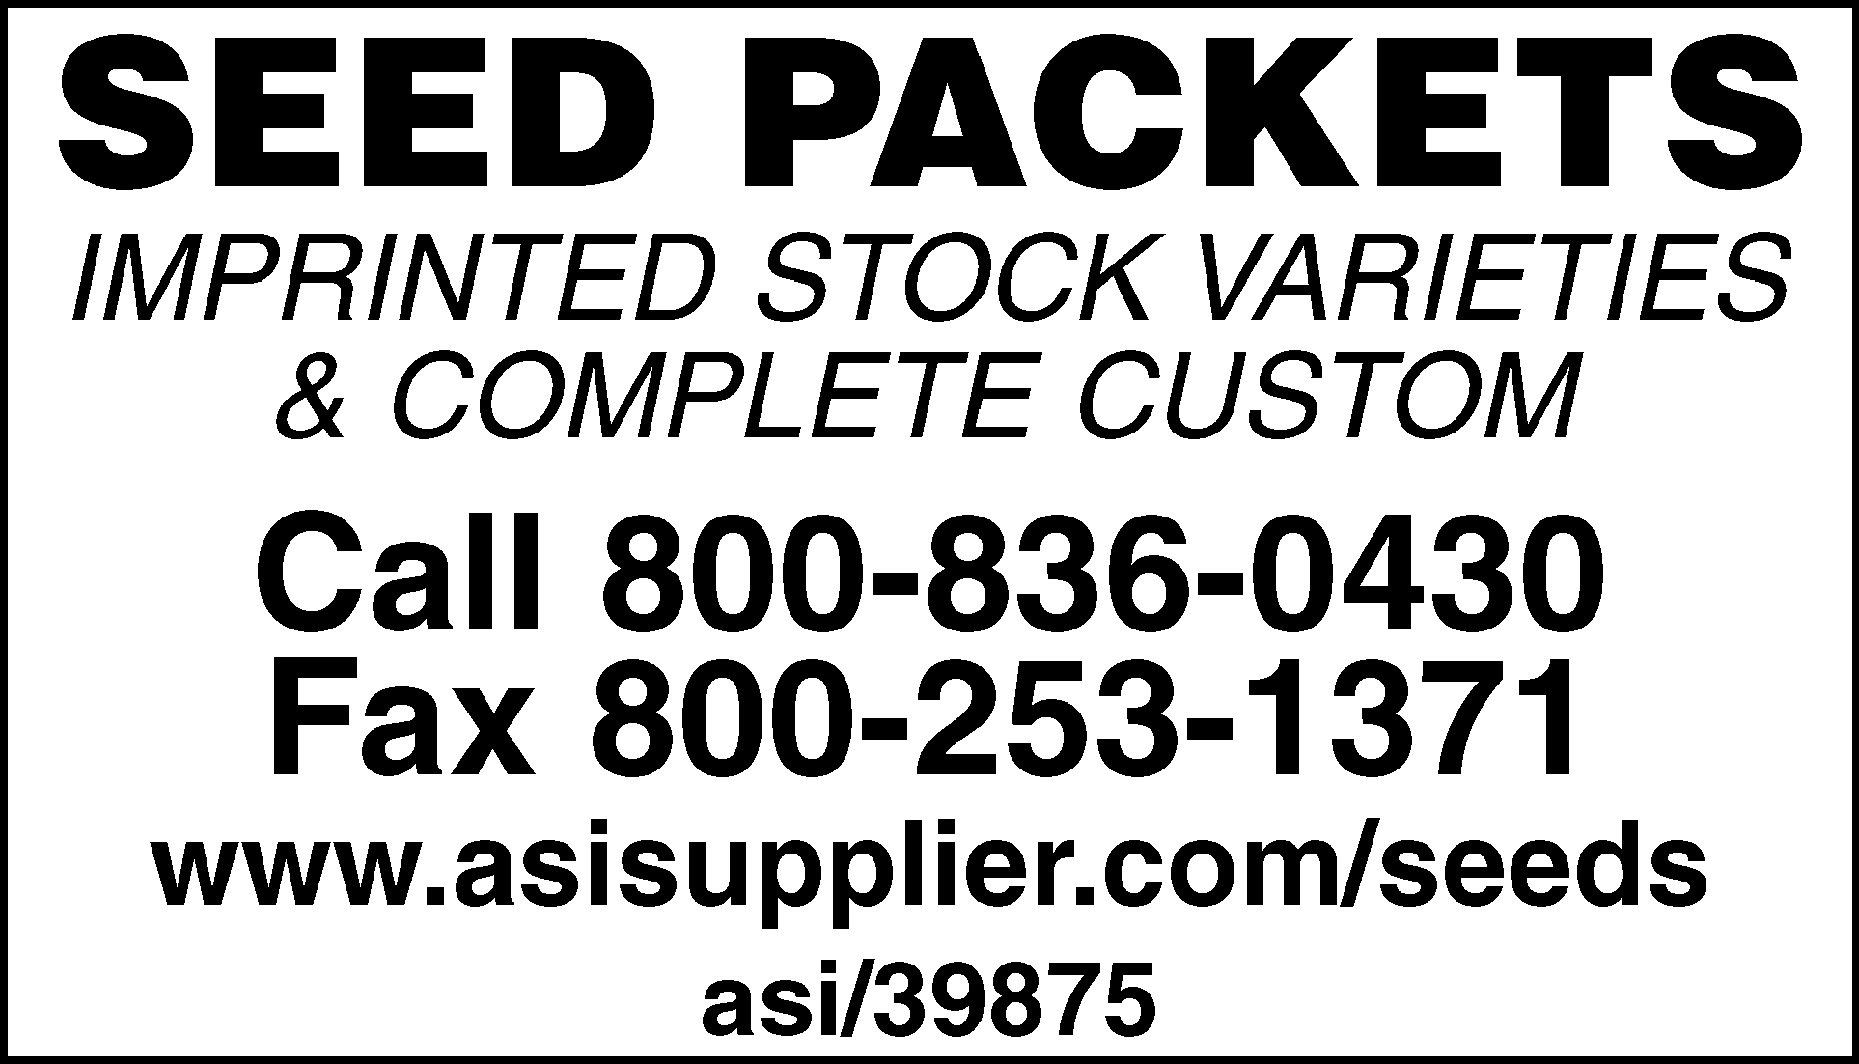 SEED PACKETS
IMPRINTED STOCK VARIETIES
& COMPLETE CUSTOM
Call 800-836-0430
Fax 800-253-1371
www.asisupplier.com/seeds
asi/39875